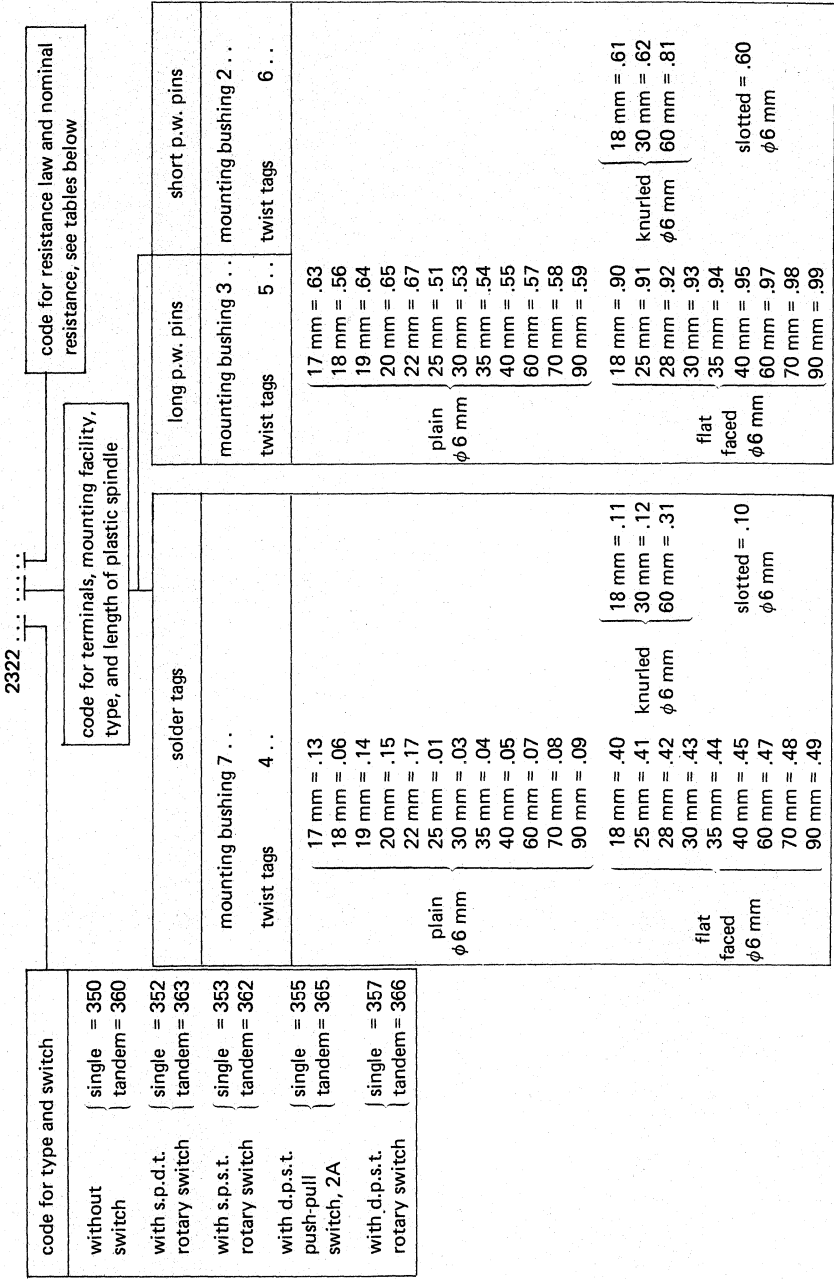 2322 ... .....
code for type and switch
without switch
single = 350
tandem = 360
with s.p.d.t. rotary switch
single = 352
tandem = 363
with s.p.s.t. rotary switch
single = 353
tandem = 362
with d.p.s.t. push-pull switch, 2A
single = 355
tandem = 365
with d.p.s.t. rotary switch
single = 357
tandem = 366
code for terminals, mounting facility,
type, and length of plastic spindle
code for resistance law and nominal
resistance, see tables below
solder tags
mounting bushing 7 . .
twist tags 4 . .
plain
ϕ6 mm
17 mm = .13
18 mm = .06
19 mm = .14
20 mm = .15
22 mm = .17
25 mm = .01
30 mm = .03
35 mm = .04
40 mm = .05
60 mm = .07
70 mm = .08
90 mm = .09
flat
faced
ϕ6 mm
18 mm = .40
25 mm = .41
28 mm = .42
30 mm = .43
35 mm = .44
40 mm = .45
60 mm = .47
70 mm = .48
90 mm = .49
knurled
ϕ6 mm
18 mm = .11
30 mm = .12
60 mm = .31
slotted = .10
ϕ6 mm
long p.w. pins
mounting bushing 3 . .
twist tags 5 . .
plain
ϕ6 mm
17 mm = .63
18 mm = .56
19 mm = .64
20 mm = .65
22 mm = .67
25 mm = .51
30 mm = .53
35 mm = .54
40 mm = .55
60 mm = .57
70 mm = .58
90 mm = .59
flat
faced
ϕ6 mm
18 mm = .90
25 mm = .91
28 mm = .92
30 mm = .93
35 mm = .94
40 mm = .95
60 mm = .97
70 mm = .98
90 mm = .99
short p.w. pins
mounting bushing 2 . .
twist tags 6 . .
knurled
ϕ6 mm
18 mm = .61
30 mm = .62
60 mm = .81
slotted = .60
ϕ6 mm